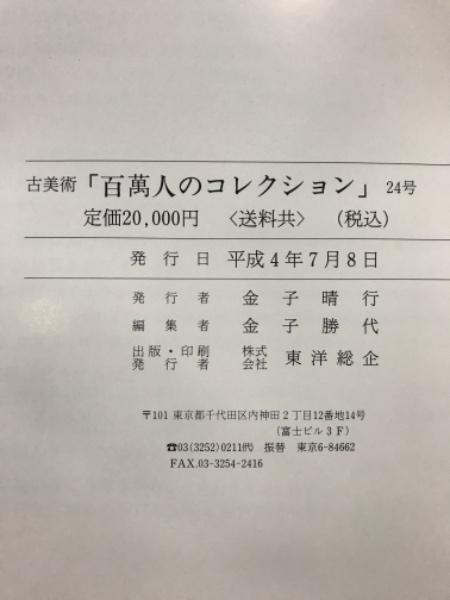 古美術「百萬人のコレクション」 24号
定価20,000円 〈送料共〉 (税込)
発行日 平成4年7月8日
発行者 金子晴行
編集者 金子勝代
出版・印刷 株式
発行者 会社 東洋総企
〒101 東京都千代田区内神田2丁目12番地14号
(富士ビル3F)
☎03(3252)0211㈹ 振替 東京6-84662
FAX.03-3254-2416